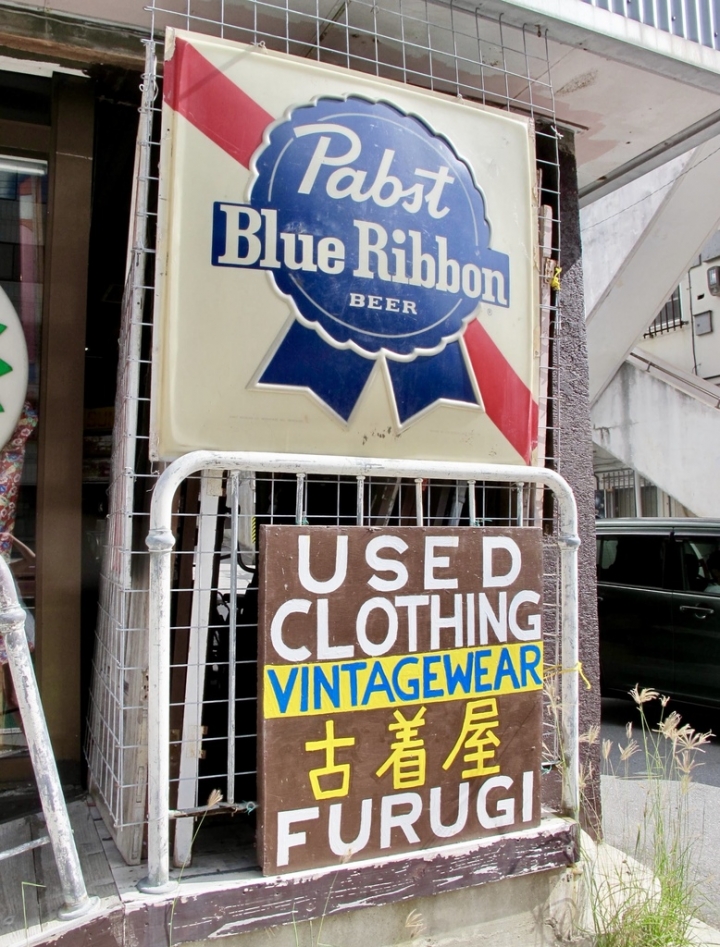 Pabst
Blue Ribbon
BEER
USED
CLOTHING
VINTAGEWEAR
古着屋
FURUGI